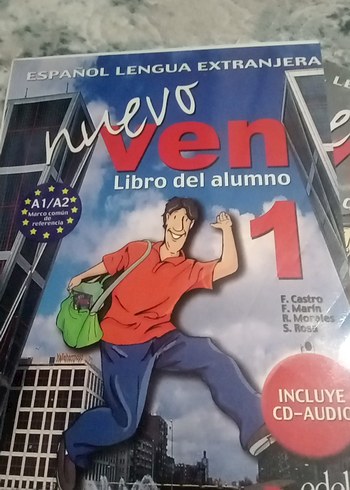 ESPAÑOL LENGUA EXTRANJERA
nuevo
ven
Libro del alumno
1
A1/A2
Marco común
de
referencia
F. Castro
F. Marín
R. Morales
S. Rosa
INCLUYE
CD-AUDIO